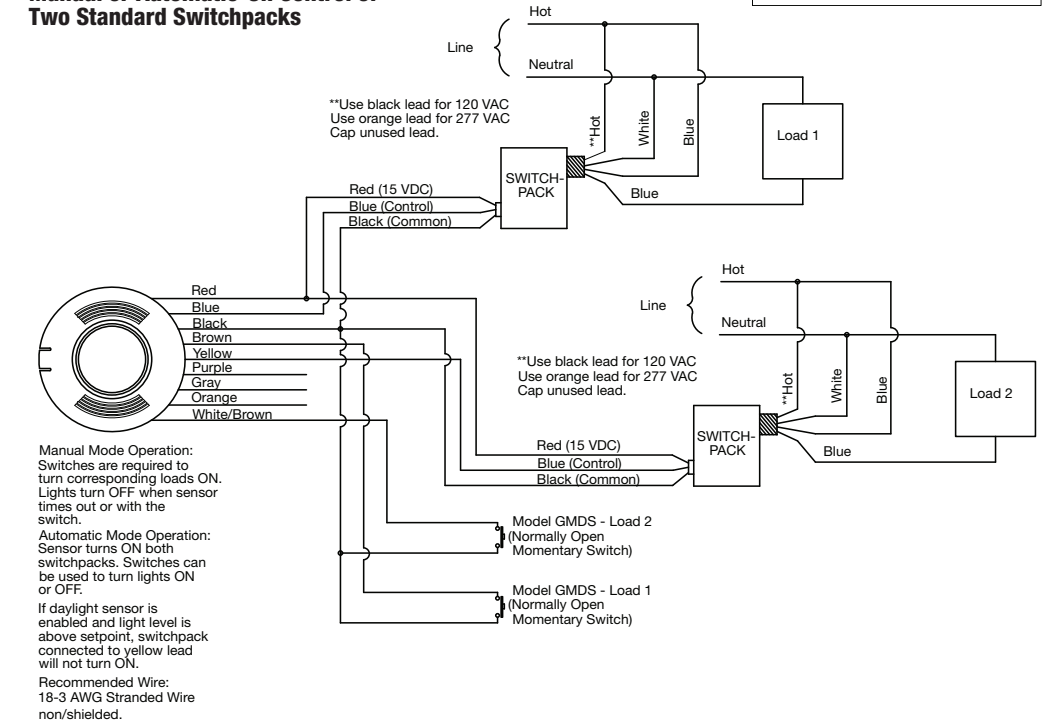 Two Standard Switchpacks
Hot
Line
Neutral
**Use black lead for 120 VAC
Use orange lead for 277 VAC
Cap unused lead.
**Hot
White
Blue
Load 1
SWITCH-
PACK
Blue
Red (15 VDC)
Blue (Control)
Black (Common)
Hot
Line
Neutral
**Use black lead for 120 VAC
Use orange lead for 277 VAC
Cap unused lead.
**Hot
White
Blue
Load 2
SWITCH-
PACK
Blue
Red (15 VDC)
Blue (Control)
Black (Common)
Red
Blue
Black
Brown
Yellow
Purple
Gray
Orange
White/Brown
Model GMDS - Load 2
(Normally Open
Momentary Switch)
Model GMDS - Load 1
(Normally Open
Momentary Switch)
Manual Mode Operation:
Switches are required to
turn corresponding loads ON.
Lights turn OFF when sensor
times out or with the
switch.
Automatic Mode Operation:
Sensor turns ON both
switchpacks. Switches can
be used to turn lights ON
or OFF.
If daylight sensor is
enabled and light level is
above setpoint, switchpack
connected to yellow lead
will not turn ON.
Recommended Wire:
18-3 AWG Stranded Wire
non/shielded.